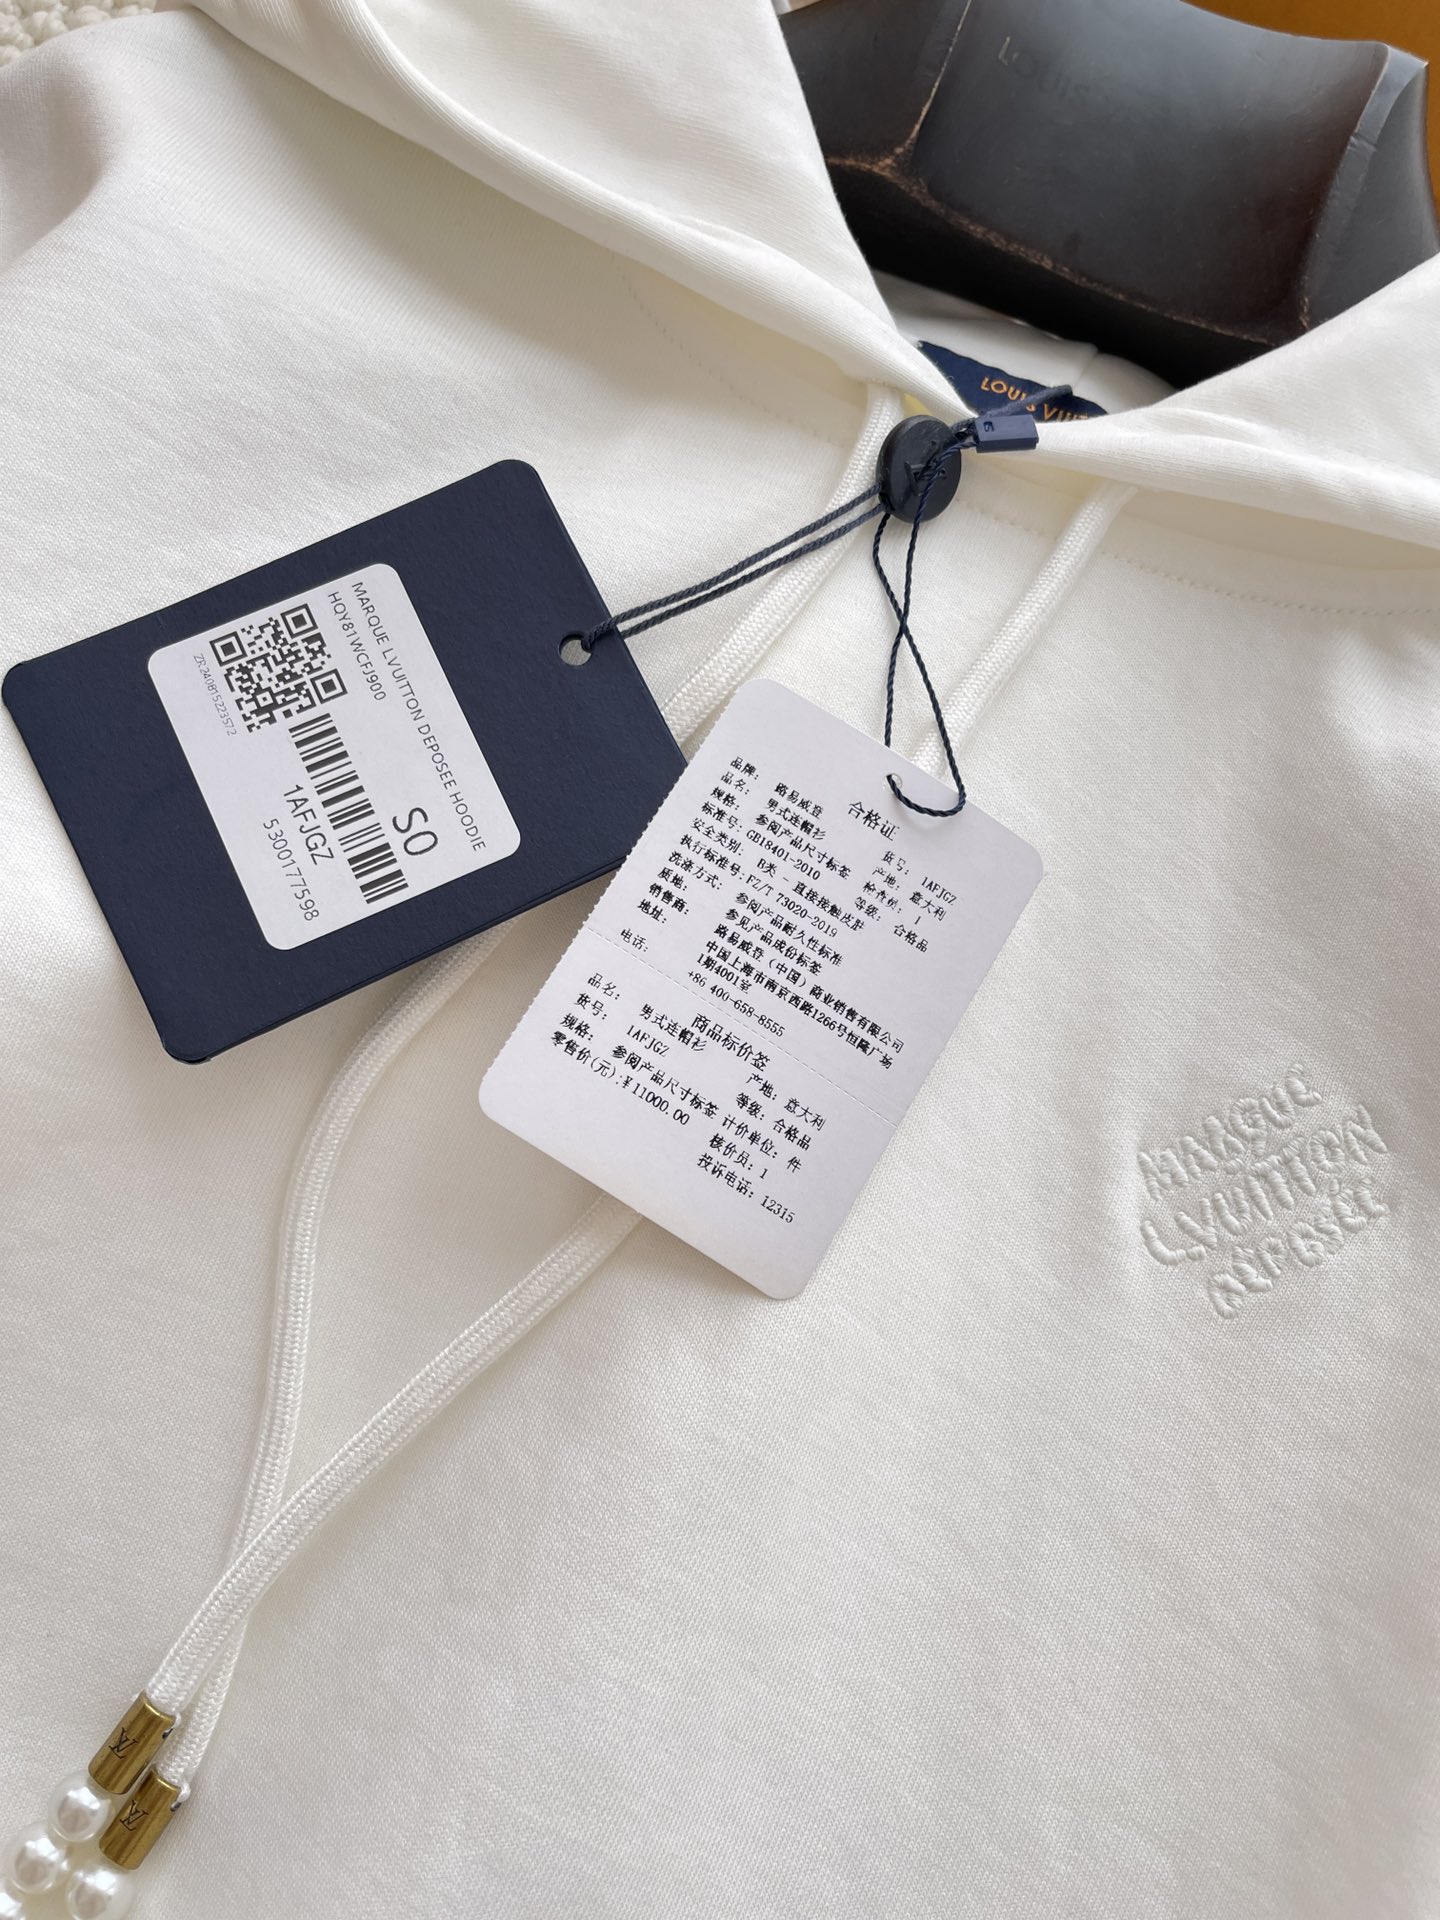 LOUIS VUIT
MARQUE L.VUITTON DEPOSEE HOODIE
HQY81WCFJ900
ZR240815223572
S0
1AFJGZ
5300177598
合格证
品牌: 路易威登
货号: 1AFJGZ
品名: 男式连帽衫
产地: 意大利
规格: 参阅产品尺寸标签
检查员: 1
标准号: GB18401-2010
等级: 合格品
安全类别: B类 - 直接接触皮肤
执行标准号: FZ/T 73020-2019
洗涤方式: 参阅产品耐久性标准
质地: 参见产品成份标签
销售商: 路易威登（中国）商业销售有限公司
地址: 中国上海市南京西路1266号恒隆广场
1期4001室
电话: +86 400-658-8555
商品标价签
品名: 男式连帽衫
产地: 意大利
货号: 1AFJGZ
等级: 合格品
规格: 参阅产品尺寸标签
计价单位: 件
零售价(元):¥11000.00
核价员: 1
投诉电话: 12315
MARQUE
L.VUITTON
DEPOSEE
LV
LV